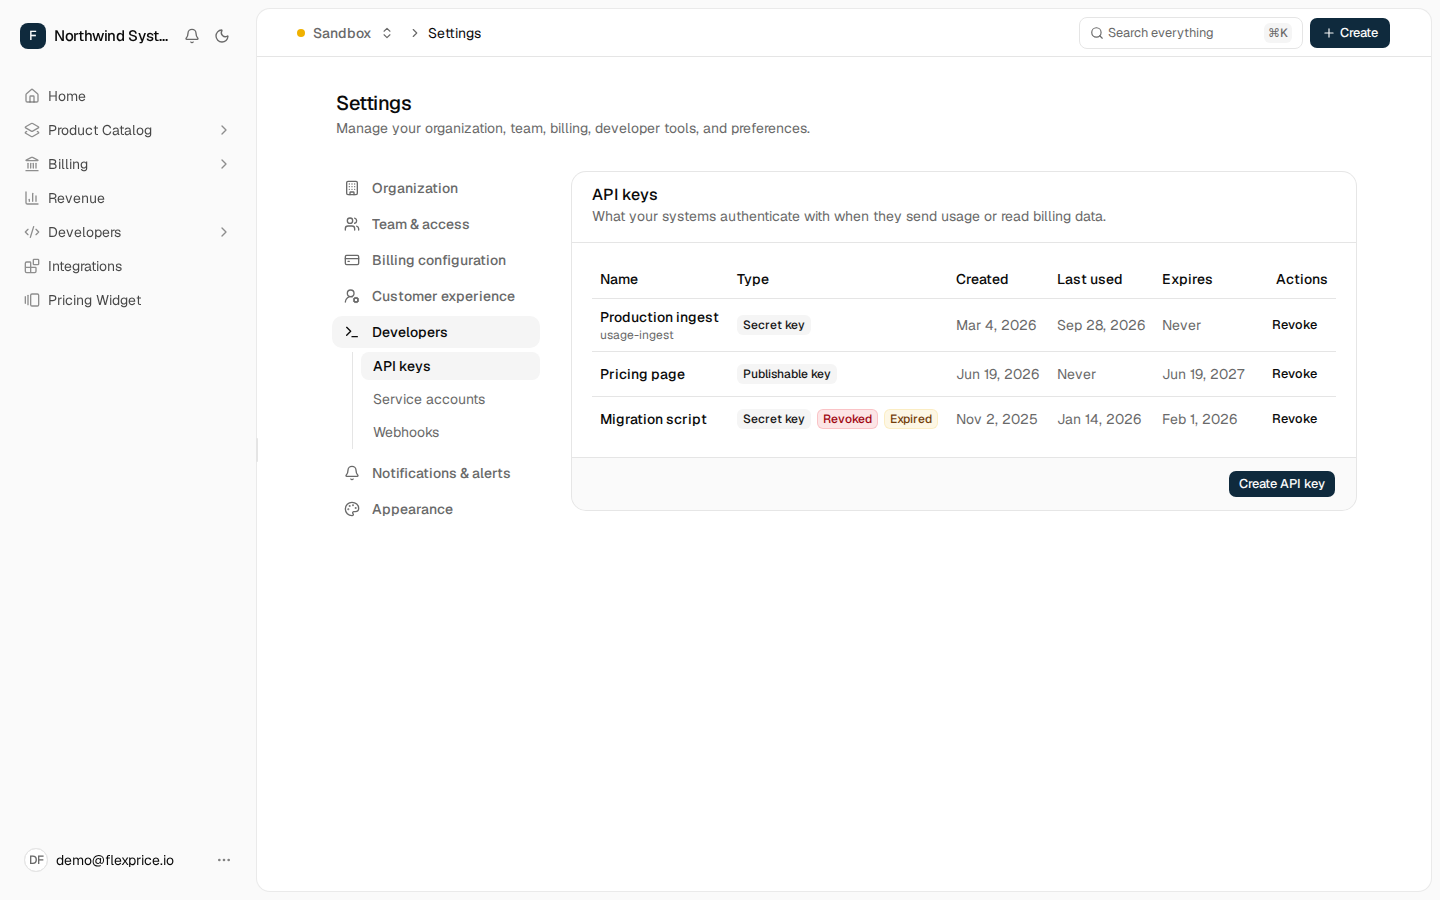 F Northwind Syst...
Home
Product Catalog
Billing
Revenue
Developers
Integrations
Pricing Widget
DF demo@flexprice.io
Sandbox Settings
Search everything ⌘K
Create
Settings
Manage your organization, team, billing, developer tools, and preferences.
Organization
Team & access
Billing configuration
Customer experience
Developers
API keys
Service accounts
Webhooks
Notifications & alerts
Appearance
API keys
What your systems authenticate with when they send usage or read billing data.
Name Type Created Last used Expires Actions
Production ingest Secret key Mar 4, 2026 Sep 28, 2026 Never Revoke
usage-ingest
Pricing page Publishable key Jun 19, 2026 Never Jun 19, 2027 Revoke
Migration script Secret key Revoked Expired Nov 2, 2025 Jan 14, 2026 Feb 1, 2026 Revoke
Create API key